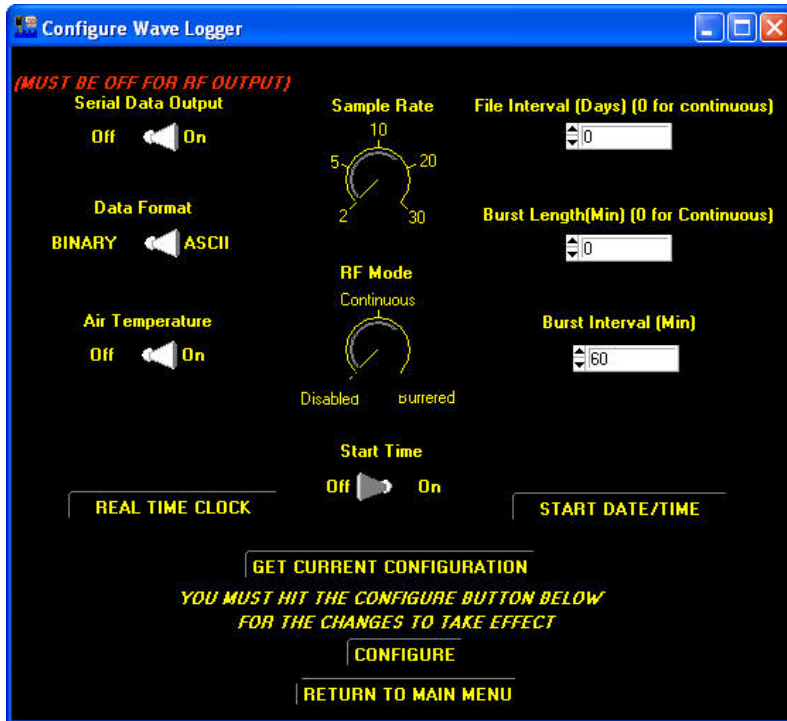 Configure Wave Logger
(MUST BE OFF FOR RF OUTPUT)
Serial Data Output
Off On
Data Format
BINARY ASCII
Air Temperature
Off On
Sample Rate
10
5 20
2 30
RF Mode
Continuous
Disabled Burrered
Start Time
Off On
File Interval (Days) (0 for continuous)
0
Burst Length(Min) (0 for Continuous)
0
Burst Interval (Min)
60
REAL TIME CLOCK
START DATE/TIME
GET CURRENT CONFIGURATION
YOU MUST HIT THE CONFIGURE BUTTON BELOW
FOR THE CHANGES TO TAKE EFFECT
CONFIGURE
RETURN TO MAIN MENU